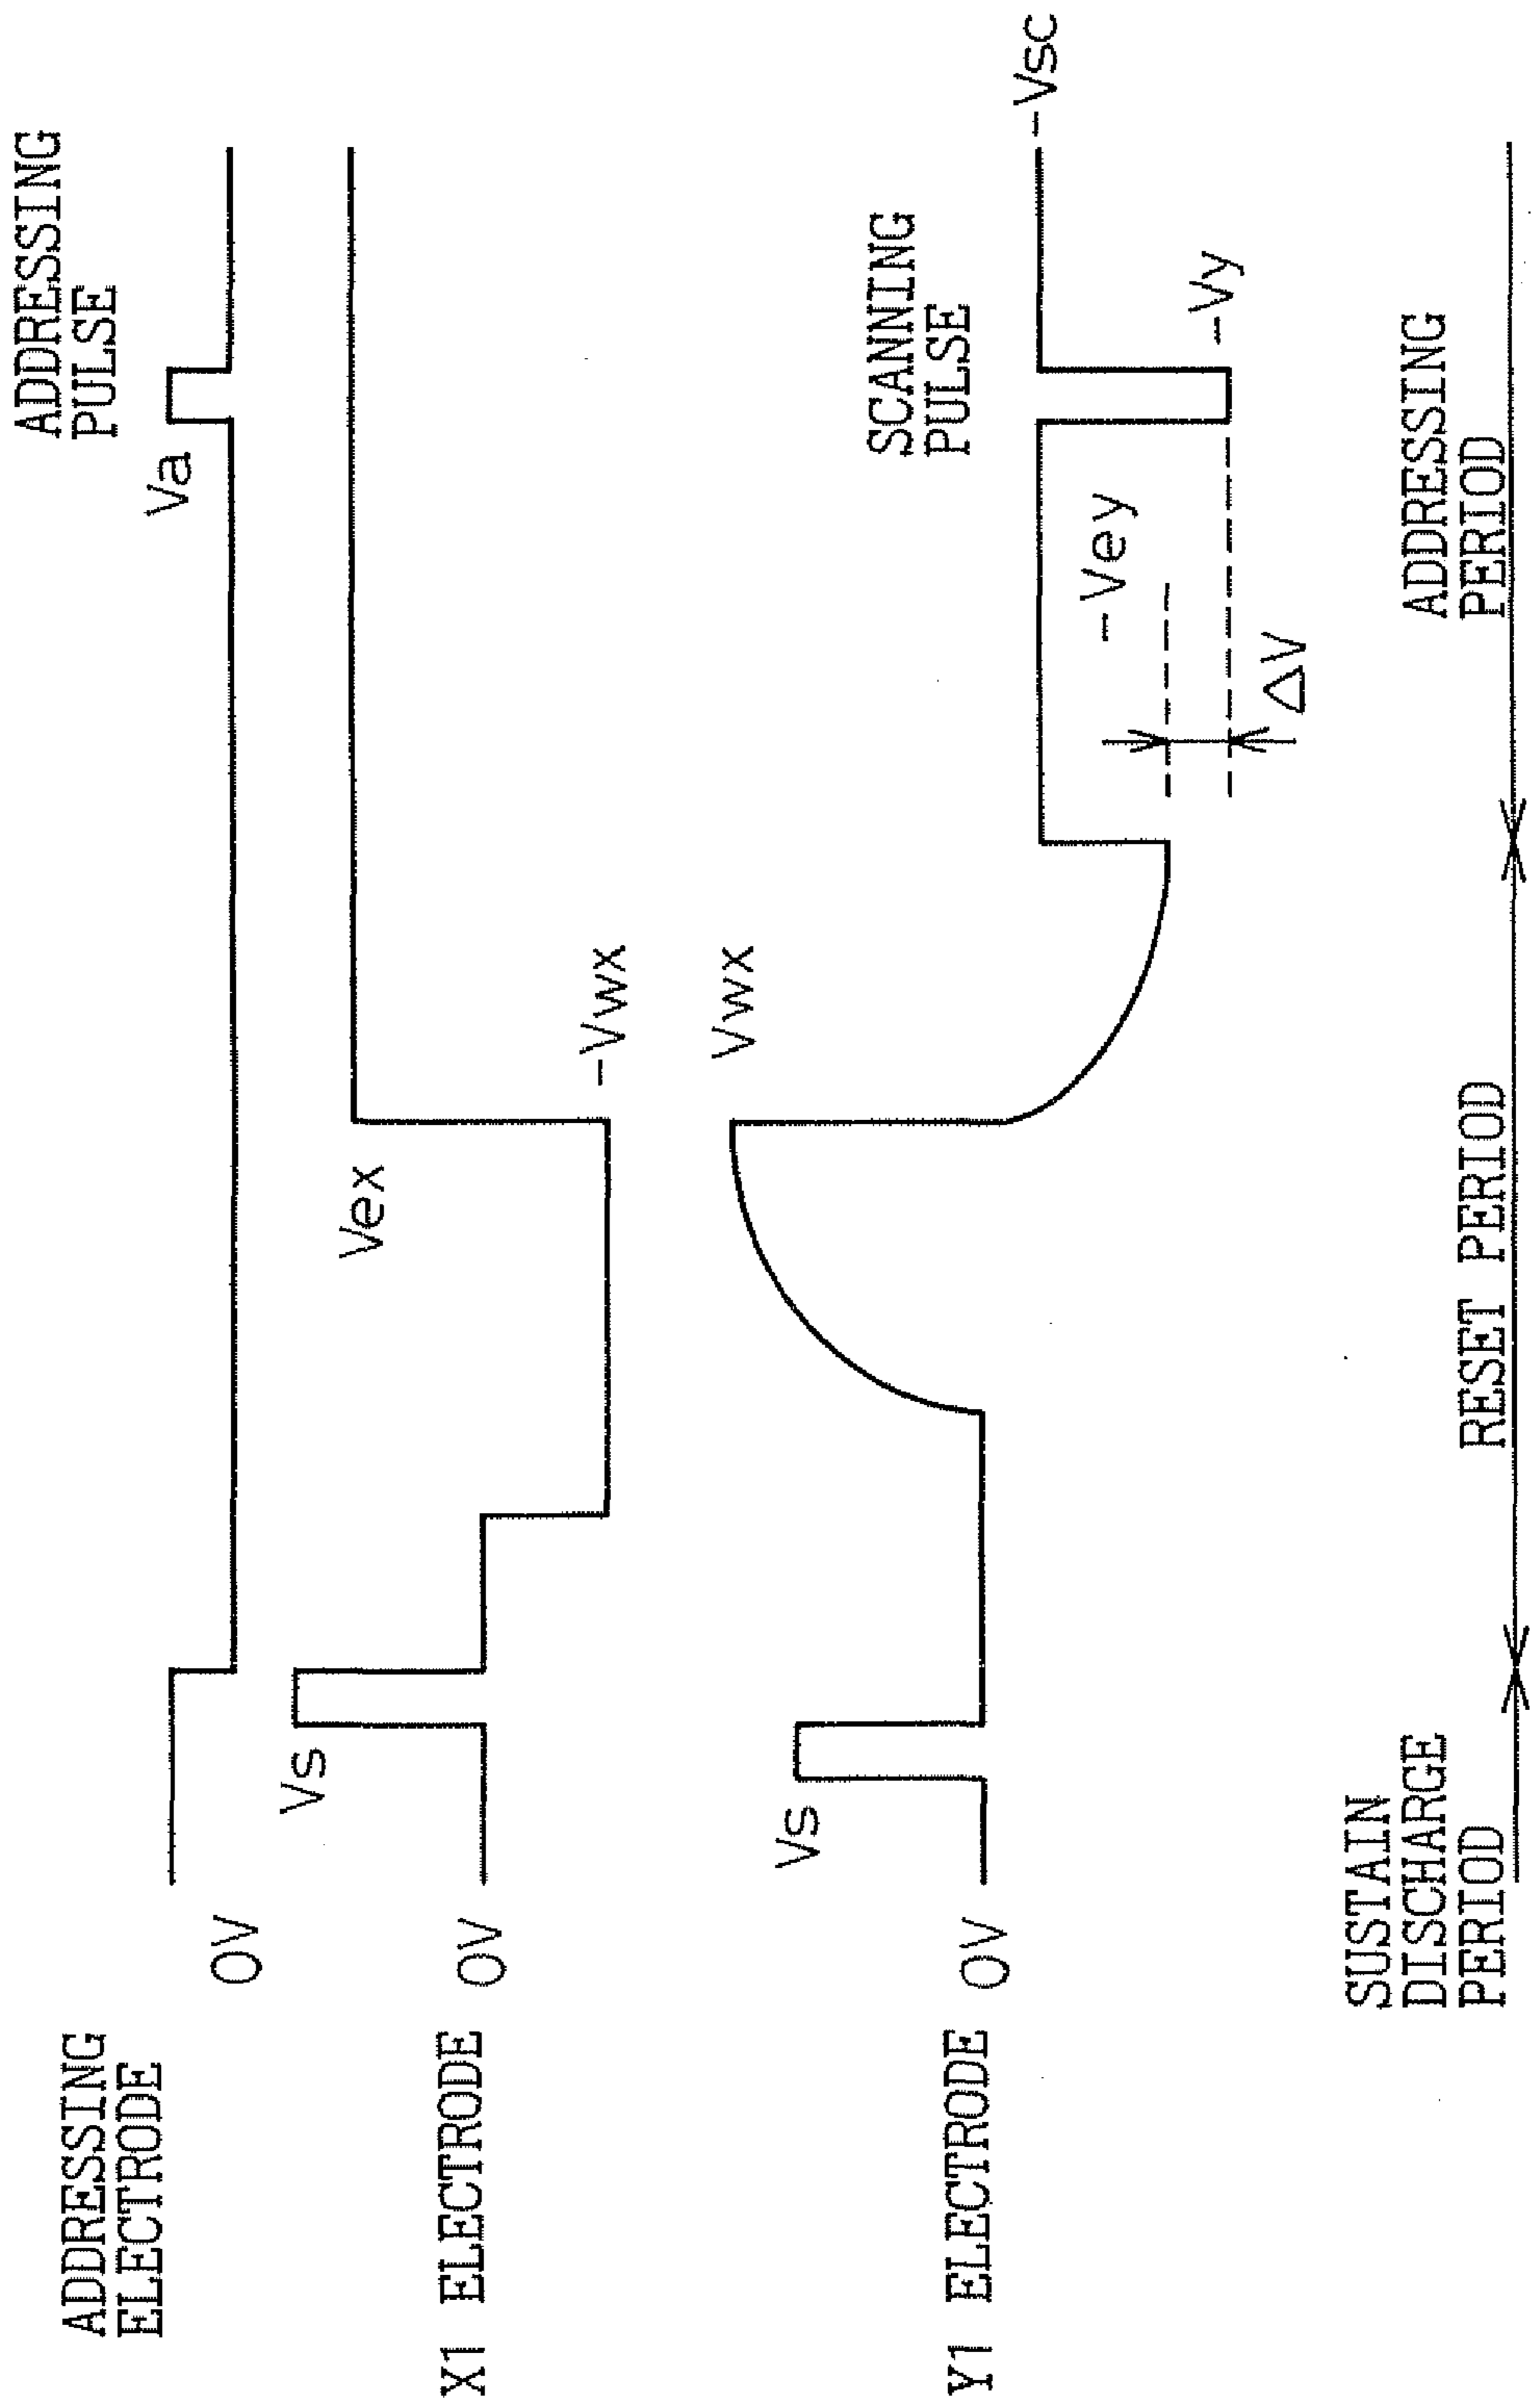 ADDRESSING
ELECTRODE
0V
Va
ADDRESSING
PULSE
X1 ELECTRODE
0V
Vs
Vex
-Vwx
Y1 ELECTRODE
0V
Vs
Vwx
SCANNING
PULSE
-Vsc
-Vey
-Vy
ΔV
SUSTAIN
DISCHARGE
PERIOD
RESET PERIOD
ADDRESSING
PERIOD